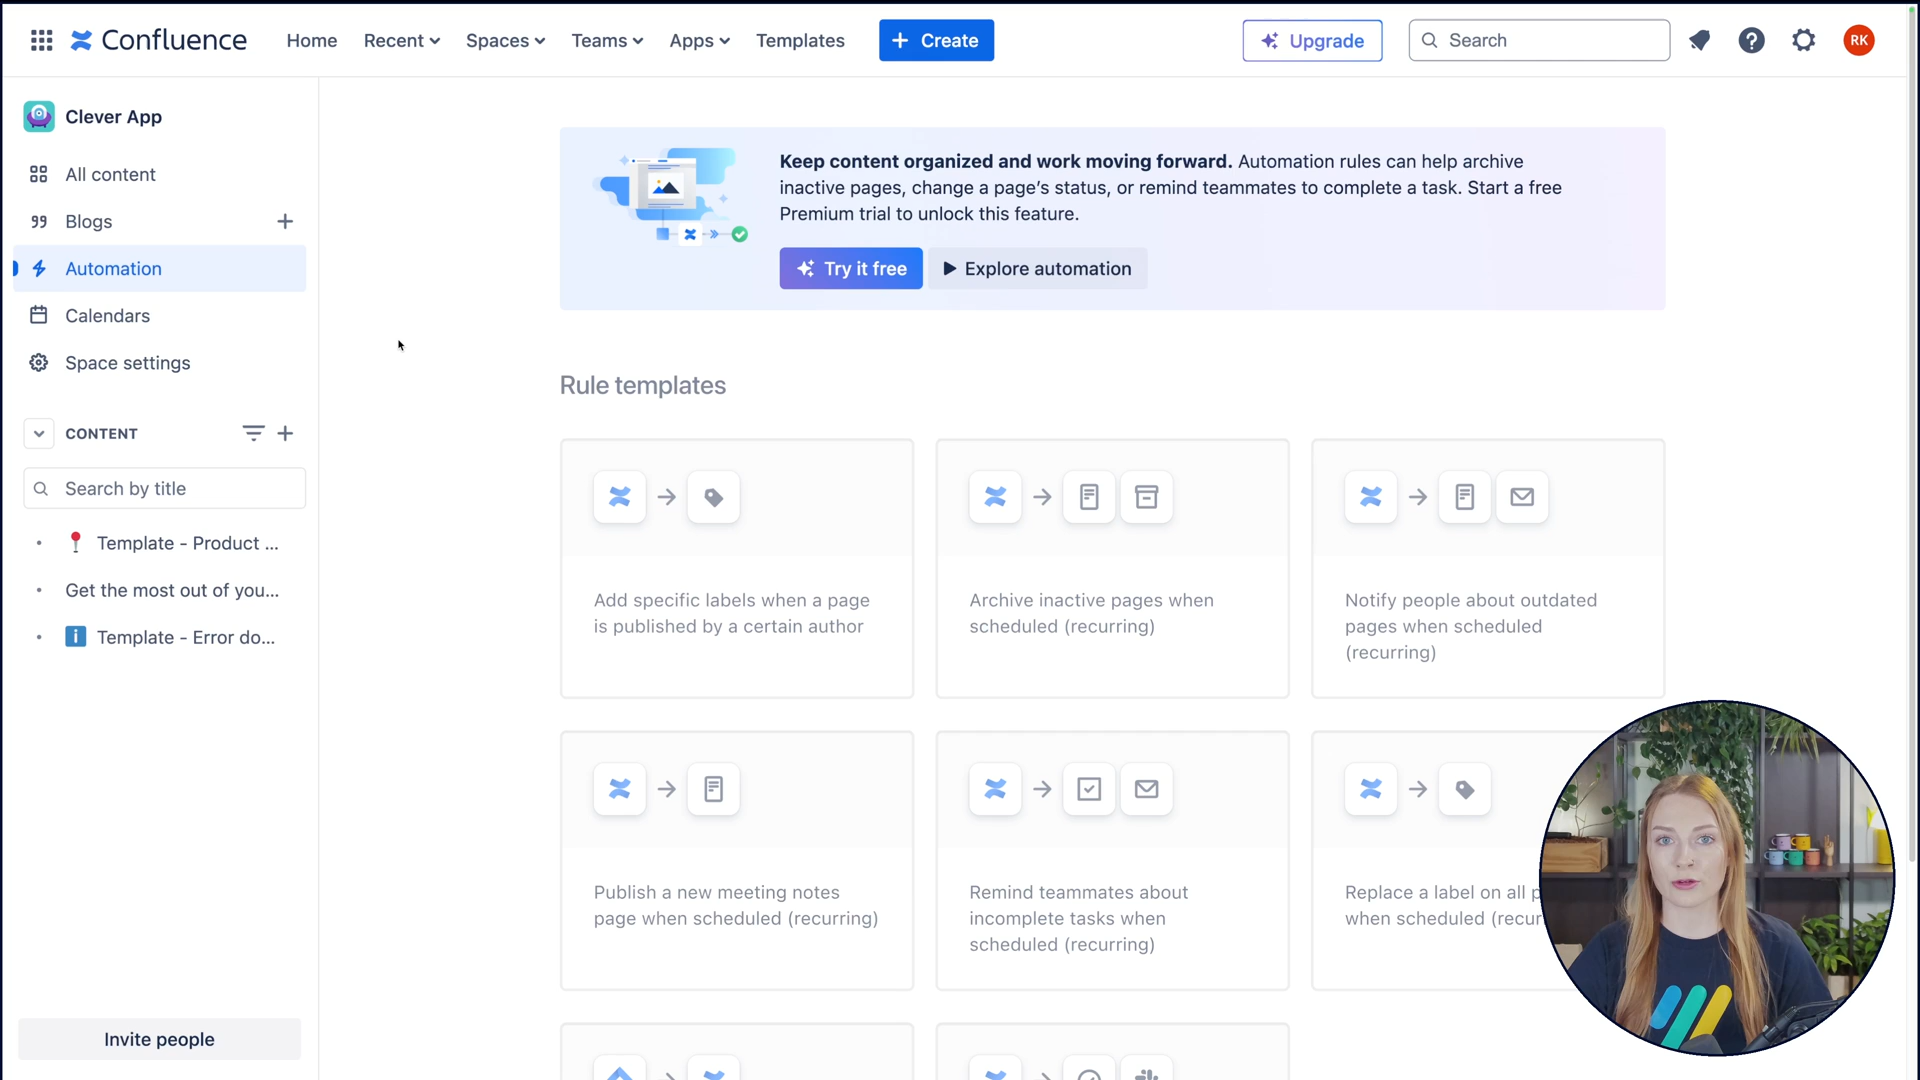 Confluence
Home
Recent
Spaces
Teams
Apps
Templates
+ Create
Upgrade
Search
RK
Clever App
All content
Blogs
Automation
Calendars
Space settings
CONTENT
Search by title
Template - Product ...
Get the most out of you...
Template - Error do...
Invite people
Keep content organized and work moving forward. Automation rules can help archive
inactive pages, change a page's status, or remind teammates to complete a task. Start a free
Premium trial to unlock this feature.
Try it free
Explore automation
Rule templates
Add specific labels when a page
is published by a certain author
Archive inactive pages when
scheduled (recurring)
Notify people about outdated
pages when scheduled
(recurring)
Publish a new meeting notes
page when scheduled (recurring)
Remind teammates about
incomplete tasks when
scheduled (recurring)
Replace a label on all
when scheduled